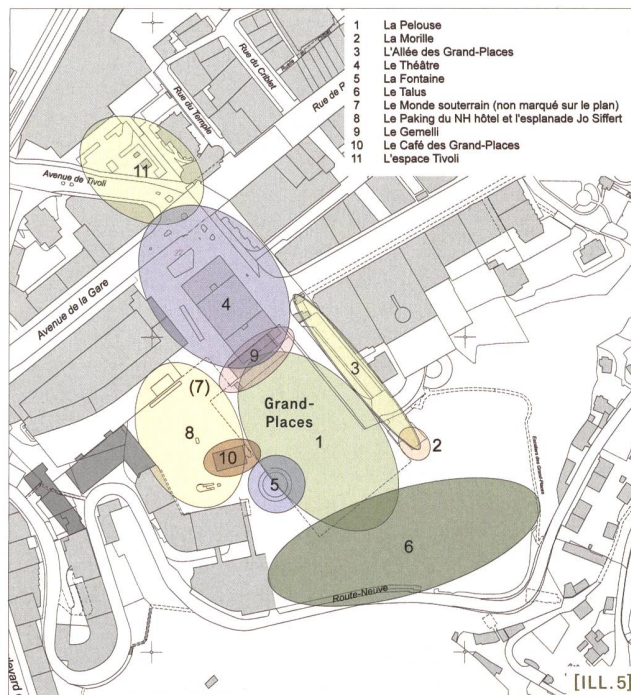 1 La Pelouse
2 La Morille
3 L'Allée des Grand-Places
4 Le Théâtre
5 La Fontaine
6 Le Talus
7 Le Monde souterrain (non marqué sur le plan)
8 Le Paking du NH hôtel et l'esplanade Jo Siffert
9 Le Gemelli
10 Le Café des Grand-Places
11 L'espace Tivoli
Rue du Criblet
Rue du Temple
Rue de P
Avenue de Tivoli
11
Avenue de la Gare
4
9
3
(7)
Grand-
Places
8
1
2
10
5
6
Route-Neuve
levard d
[ILL.5]